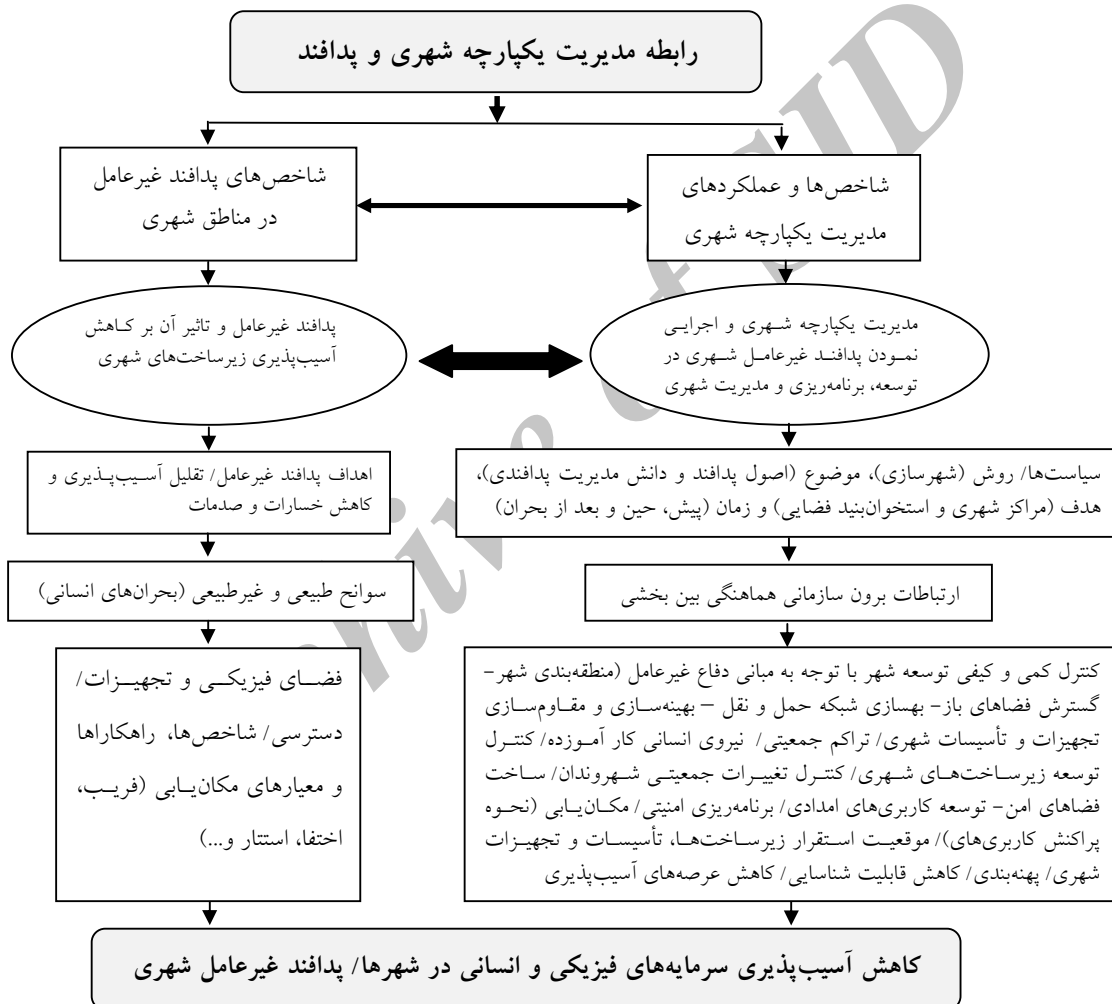 رابطه مدیریت یکپارچه شهری و پدافند
شاخص‌ها و عملکردهای
مدیریت یکپارچه شهری
شاخص‌های پدافند غیرعامل
در مناطق شهری
مدیریت یکپارچه شهری و اجرایی
نمودن پدافند غیرعامل شهری در
توسعه، برنامه‌ریزی و مدیریت شهری
پدافند غیرعامل و تاثیر آن بر کاهش
آسیب‌پذیری زیرساخت‌های شهری
سیاست‌ها/ روش (شهرسازی)، موضوع (اصول پدافند و دانش مدیریت پدافندی)،
هدف (مراکز شهری و استخوان‌بنید فضایی) و زمان (پیش، حین و بعد از بحران)
اهداف پدافند غیرعامل/ تقلیل آسیب‌پذیری و
کاهش خسارات و صدمات
ارتباطات برون سازمانی هماهنگی بین بخشی
سوانح طبیعی و غیرطبیعی (بحران‌های انسانی)
کنترل کمی و کیفی توسعه شهر با توجه به مبانی دفاع غیرعامل (منطقه‌بندی شهر-
گسترش فضاهای باز- بهسازی شبکه حمل و نقل – بهینه‌سازی و مقاوم‌سازی
تجهیزات و تأسیسات شهری/ تراکم جمعیتی/ نیروی انسانی کار آموزده/ کنترل
توسعه زیرساخت‌های شهری/ کنترل تغییرات جمعیتی شهروندان/ ساخت
فضاهای امن- توسعه کاربری‌های امدادی/ برنامه‌ریزی امنیتی/ مکان‌یابی (نحوه
پراکنش کاربری‌های)/ موقعیت استقرار زیرساخت‌ها، تأسیسات و تجهیزات
شهری/ پهنه‌بندی/ کاهش قابلیت شناسایی/ کاهش عرصه‌های آسیب‌پذیری
فضای فیزیکی و تجهیزات/
دسترسی/ شاخص‌ها، راهکاراها
و معیارهای مکان‌یابی (فریب،
اختفا، استتار و...)
کاهش آسیب‌پذیری سرمایه‌های فیزیکی و انسانی در شهرها/ پدافند غیرعامل شهری